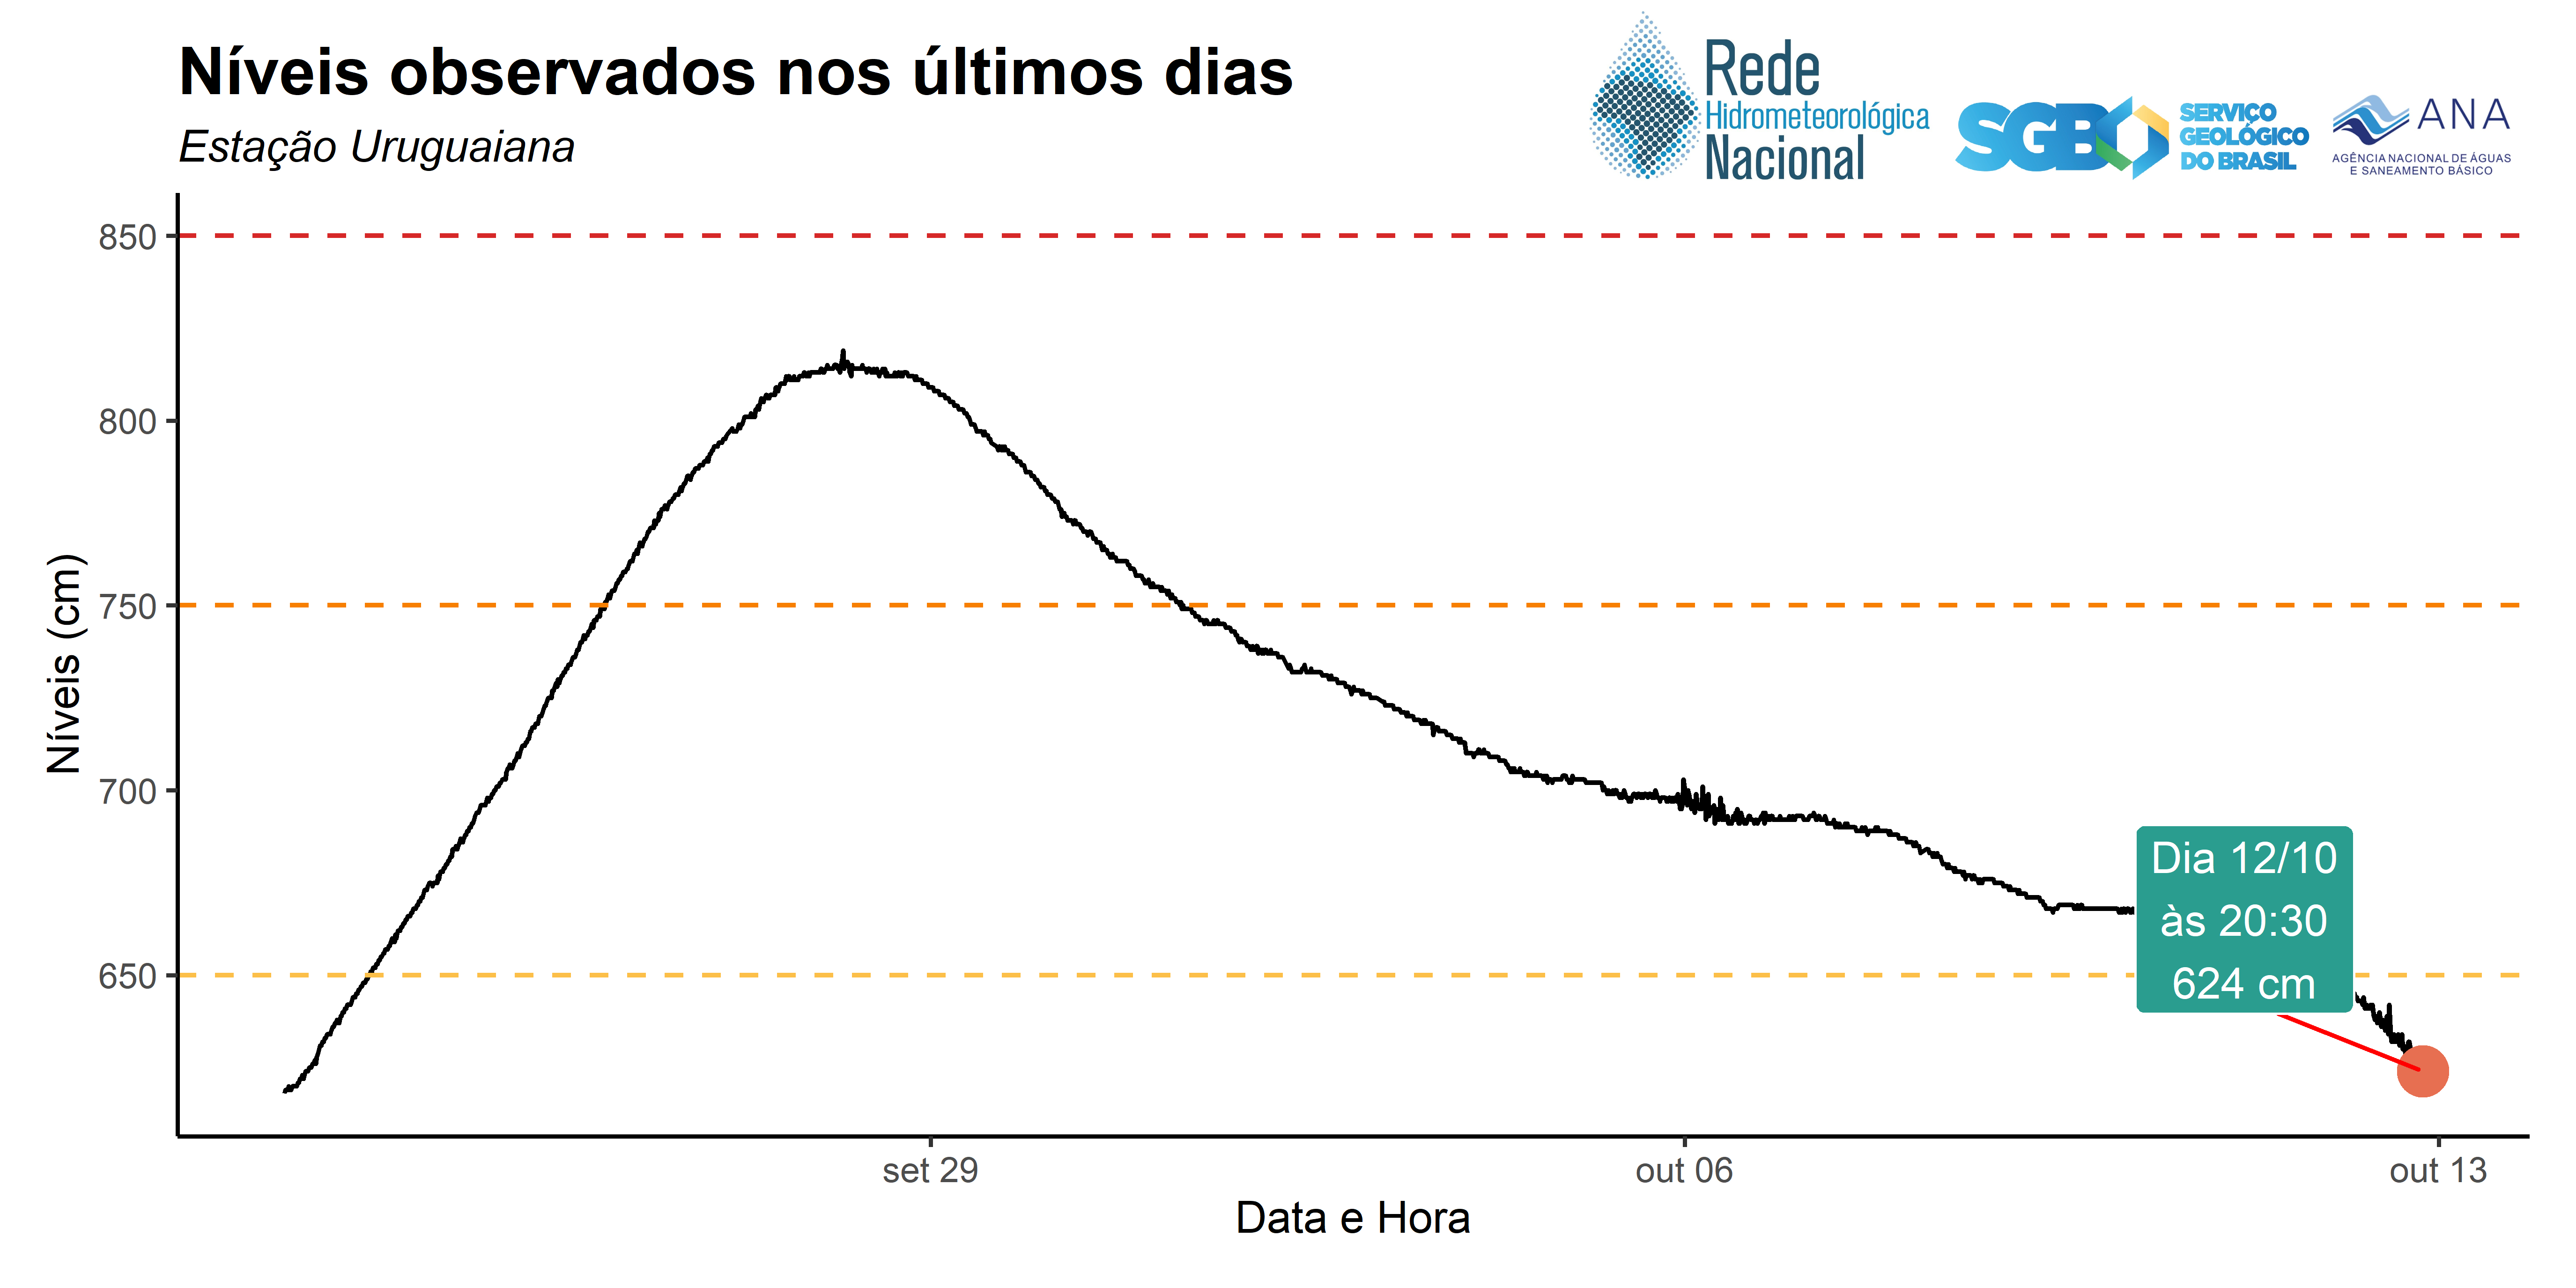 Níveis observados nos últimos dias
Estação Uruguaiana
Rede
Hidrometeorológica
Nacional
SGB
SERVIÇO
GEOLÓGICO
DO BRASIL
ANA
AGÊNCIA NACIONAL DE ÁGUAS
E SANEAMENTO BÁSICO
Níveis (cm)
850
800
750
700
650
Dia 12/10
às 20:30
624 cm
set 29
out 06
out 13
Data e Hora